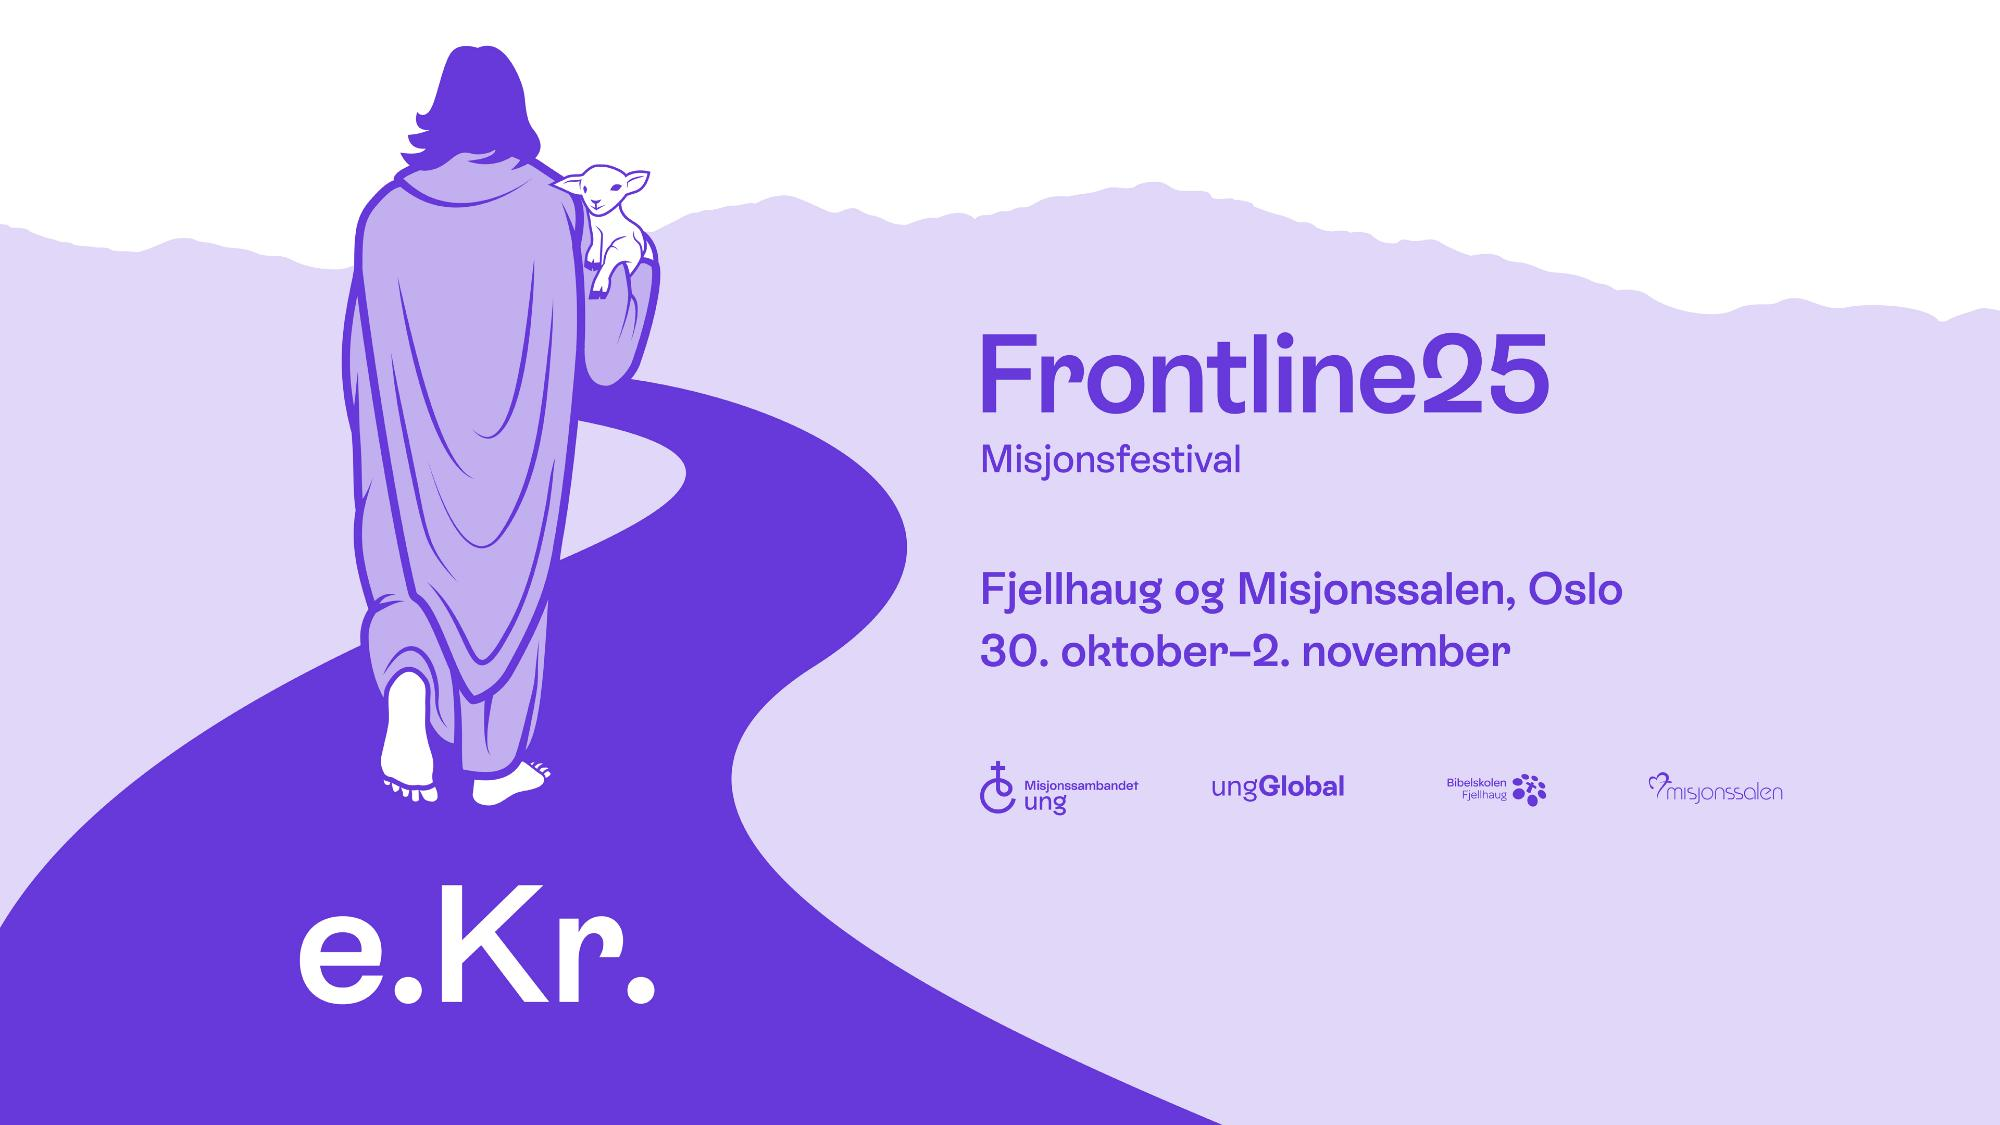 Frontline25
Misjonsfestival
Fjellhaug og Misjonssalen, Oslo
30. oktober–2. november
Misjonssambandet
ung
ungGlobal
Bibelskolen
Fjellhaug
misjonssalen
e.Kr.